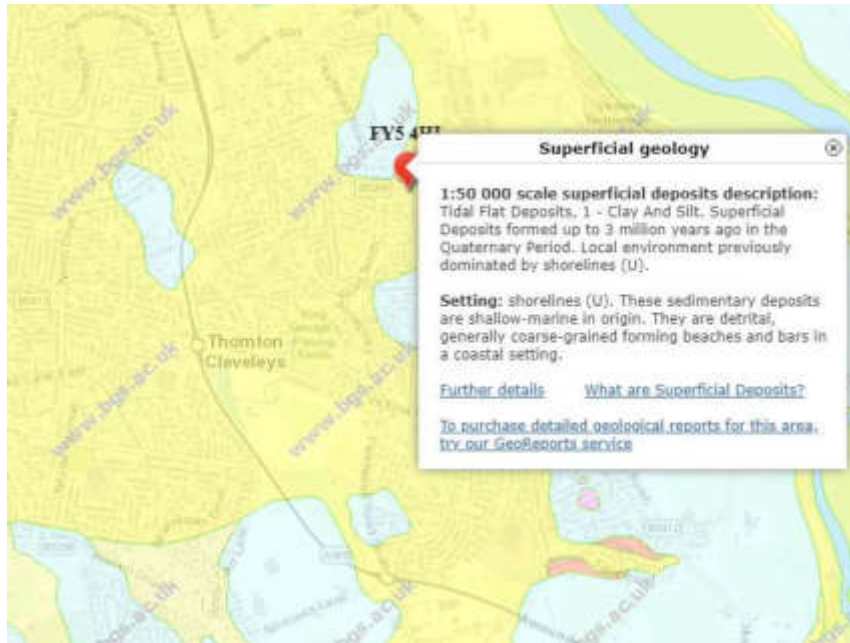 FY5 4HJ
Superficial geology
1:50 000 scale superficial deposits description:
Tidal Flat Deposits, 1 - Clay And Silt. Superficial
Deposits formed up to 3 million years ago in the
Quaternary Period. Local environment previously
dominated by shorelines (U).
Setting: shorelines (U). These sedimentary deposits
are shallow-marine in origin. They are detrital,
generally coarse-grained forming beaches and bars in
a coastal setting.
Further details
What are Superficial Deposits?
To purchase detailed geological reports for this area,
try our GeoReports service
Thornton
Cleveleys
www.bgs.ac.uk
www.bgs.ac.uk
www.bgs.ac.uk
www.bgs.ac.uk